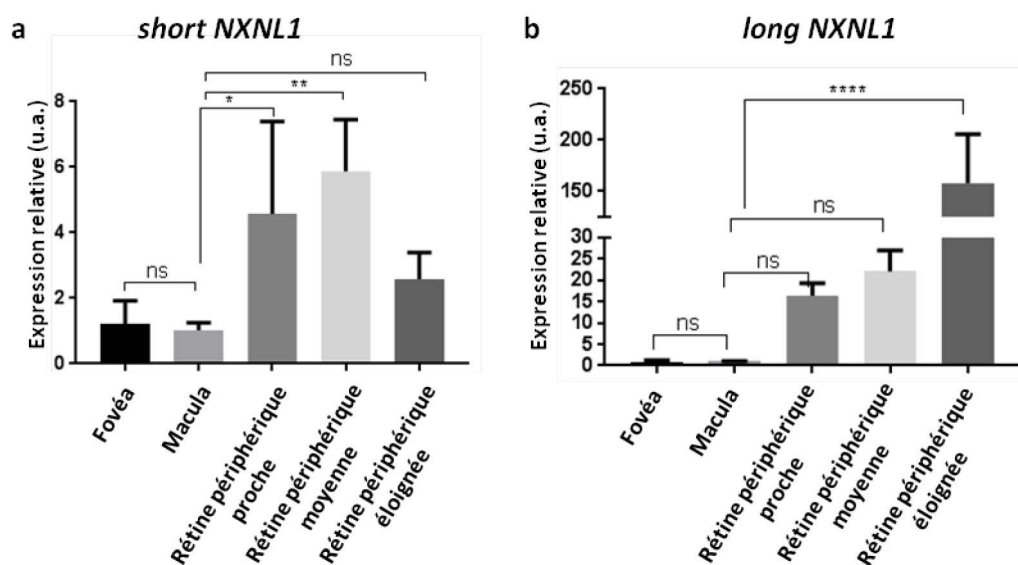 a
short NXNL1
Expression relative (u.a.)
8
6
4
2
0
ns
*
**
ns
Fovéa
Macula
Rétine périphérique
proche
Rétine périphérique
moyenne
Rétine périphérique
éloignée
b
long NXNL1
Expression relative (u.a.)
250
200
150
30
25
20
15
10
5
0
ns
ns
ns
****
Fovéa
Macula
Rétine périphérique
proche
Rétine périphérique
moyenne
Rétine périphérique
éloignée